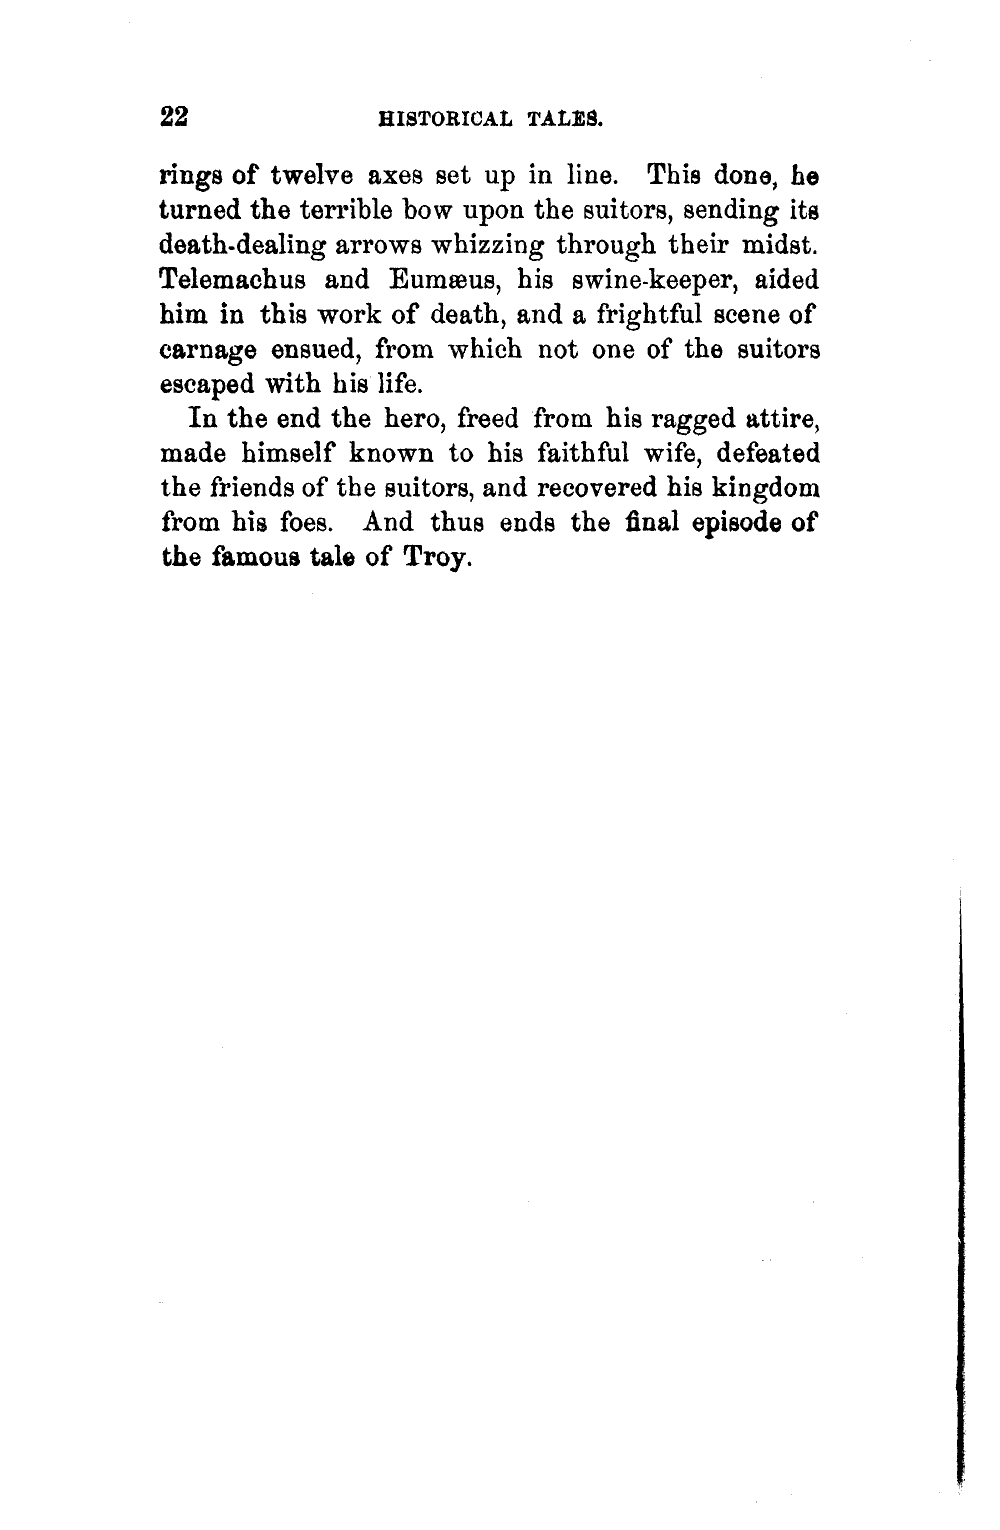 22 HISTORICAL TALES.
rings of twelve axes set up in line. This done, he
turned the terrible bow upon the suitors, sending its
death-dealing arrows whizzing through their midst.
Telemachus and Eumæus, his swine-keeper, aided
him in this work of death, and a frightful scene of
carnage ensued, from which not one of the suitors
escaped with his life.
In the end the hero, freed from his ragged attire,
made himself known to his faithful wife, defeated
the friends of the suitors, and recovered his kingdom
from his foes. And thus ends the final episode of
the famous tale of Troy.